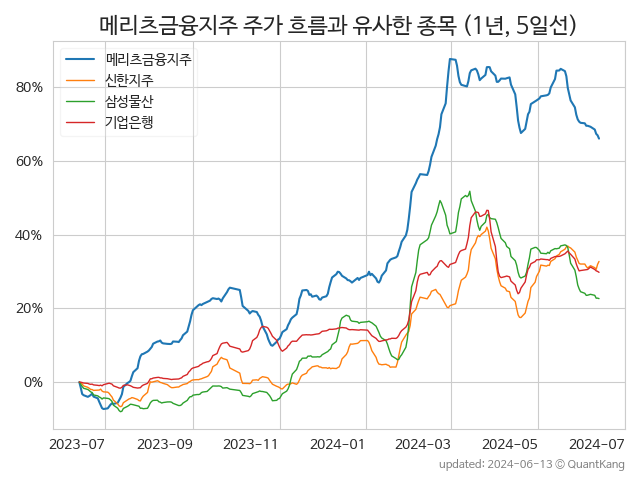 메리츠금융지주 주가 흐름과 유사한 종목 (1년, 5일선)
메리츠금융지주
신한지주
삼성물산
기업은행
80%
60%
40%
20%
0%
2023-07 2023-09 2023-11 2024-01 2024-03 2024-05 2024-07
updated: 2024-06-13 © QuantKang